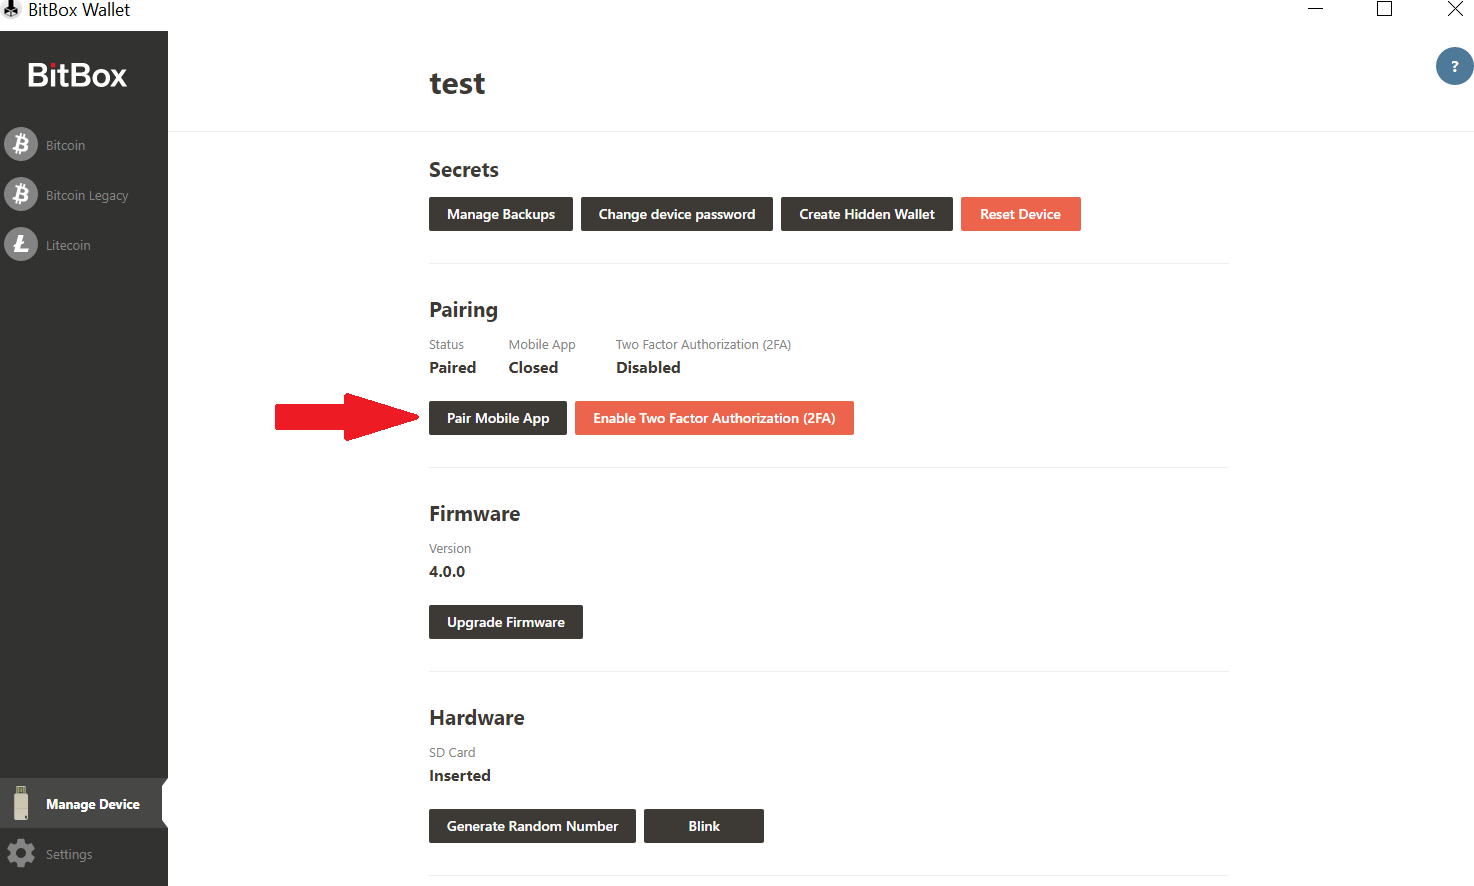 BitBox Wallet
BitBox
?
test
Bitcoin
Bitcoin Legacy
Litecoin
Secrets
Manage Backups Change device password Create Hidden Wallet Reset Device
Pairing
Status Mobile App Two Factor Authorization (2FA)
Paired Closed Disabled
Pair Mobile App Enable Two Factor Authorization (2FA)
Firmware
Version
4.0.0
Upgrade Firmware
Hardware
SD Card
Inserted
Generate Random Number Blink
Manage Device
Settings